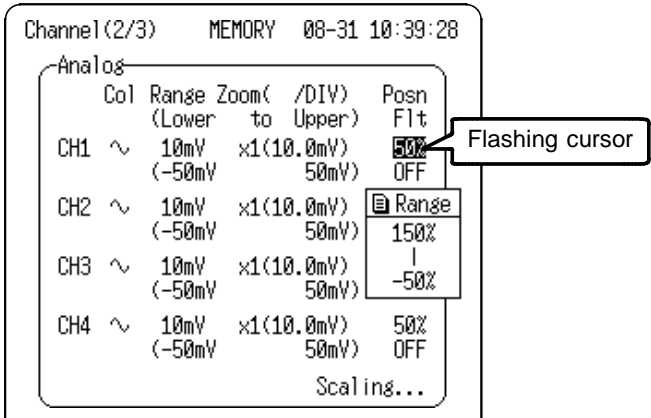 Channel(2/3) MEMORY 08-31 10:39:28
Analog
Col Range Zoom( /DIV) Posn
(Lower to Upper) Flt
CH1 ∿ 10mV x1(10.0mV) 50%
(-50mV 50mV) OFF
Flashing cursor
CH2 ∿ 10mV x1(10.0mV)
(-50mV 50mV)
CH3 ∿ 10mV x1(10.0mV)
(-50mV 50mV)
Range
150%
|
-50%
CH4 ∿ 10mV x1(10.0mV) 50%
(-50mV 50mV) OFF
Scaling...